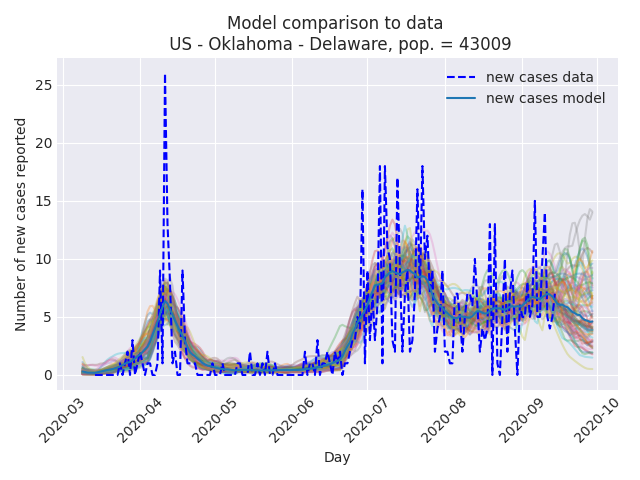 Model comparison to data
US - Oklahoma - Delaware, pop. = 43009
new cases data
new cases model
Number of new cases reported
25
20
15
10
5
0
2020-03
2020-04
2020-05
2020-06
2020-07
2020-08
2020-09
2020-10
Day